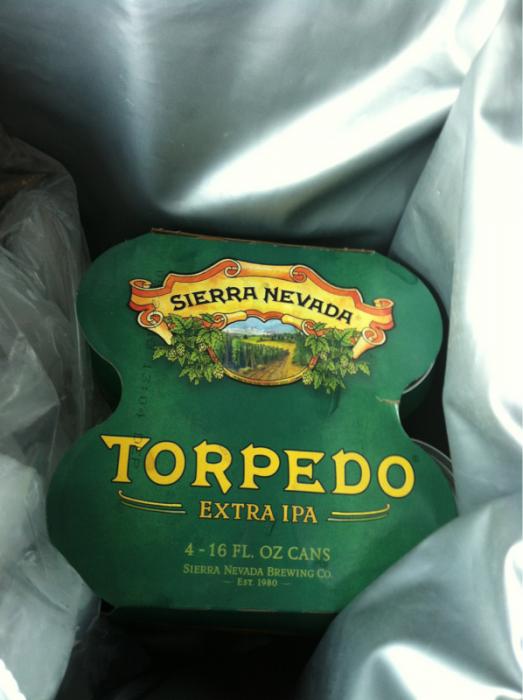 SIERRA NEVADA
TORPEDO®
EXTRA IPA
4-16 FL. OZ CANS
SIERRA NEVADA BREWING CO.
— EST. 1980 —